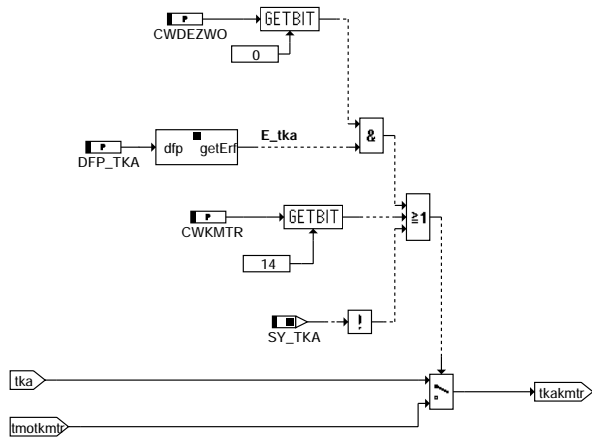 P
GETBIT
CWDEZWO
0
E_tka
&
P
dfp
getErf
DFP_TKA
P
GETBIT
≧1
CWKMTR
14
!
SY_TKA
tka
tkakmtr
tmotkmtr